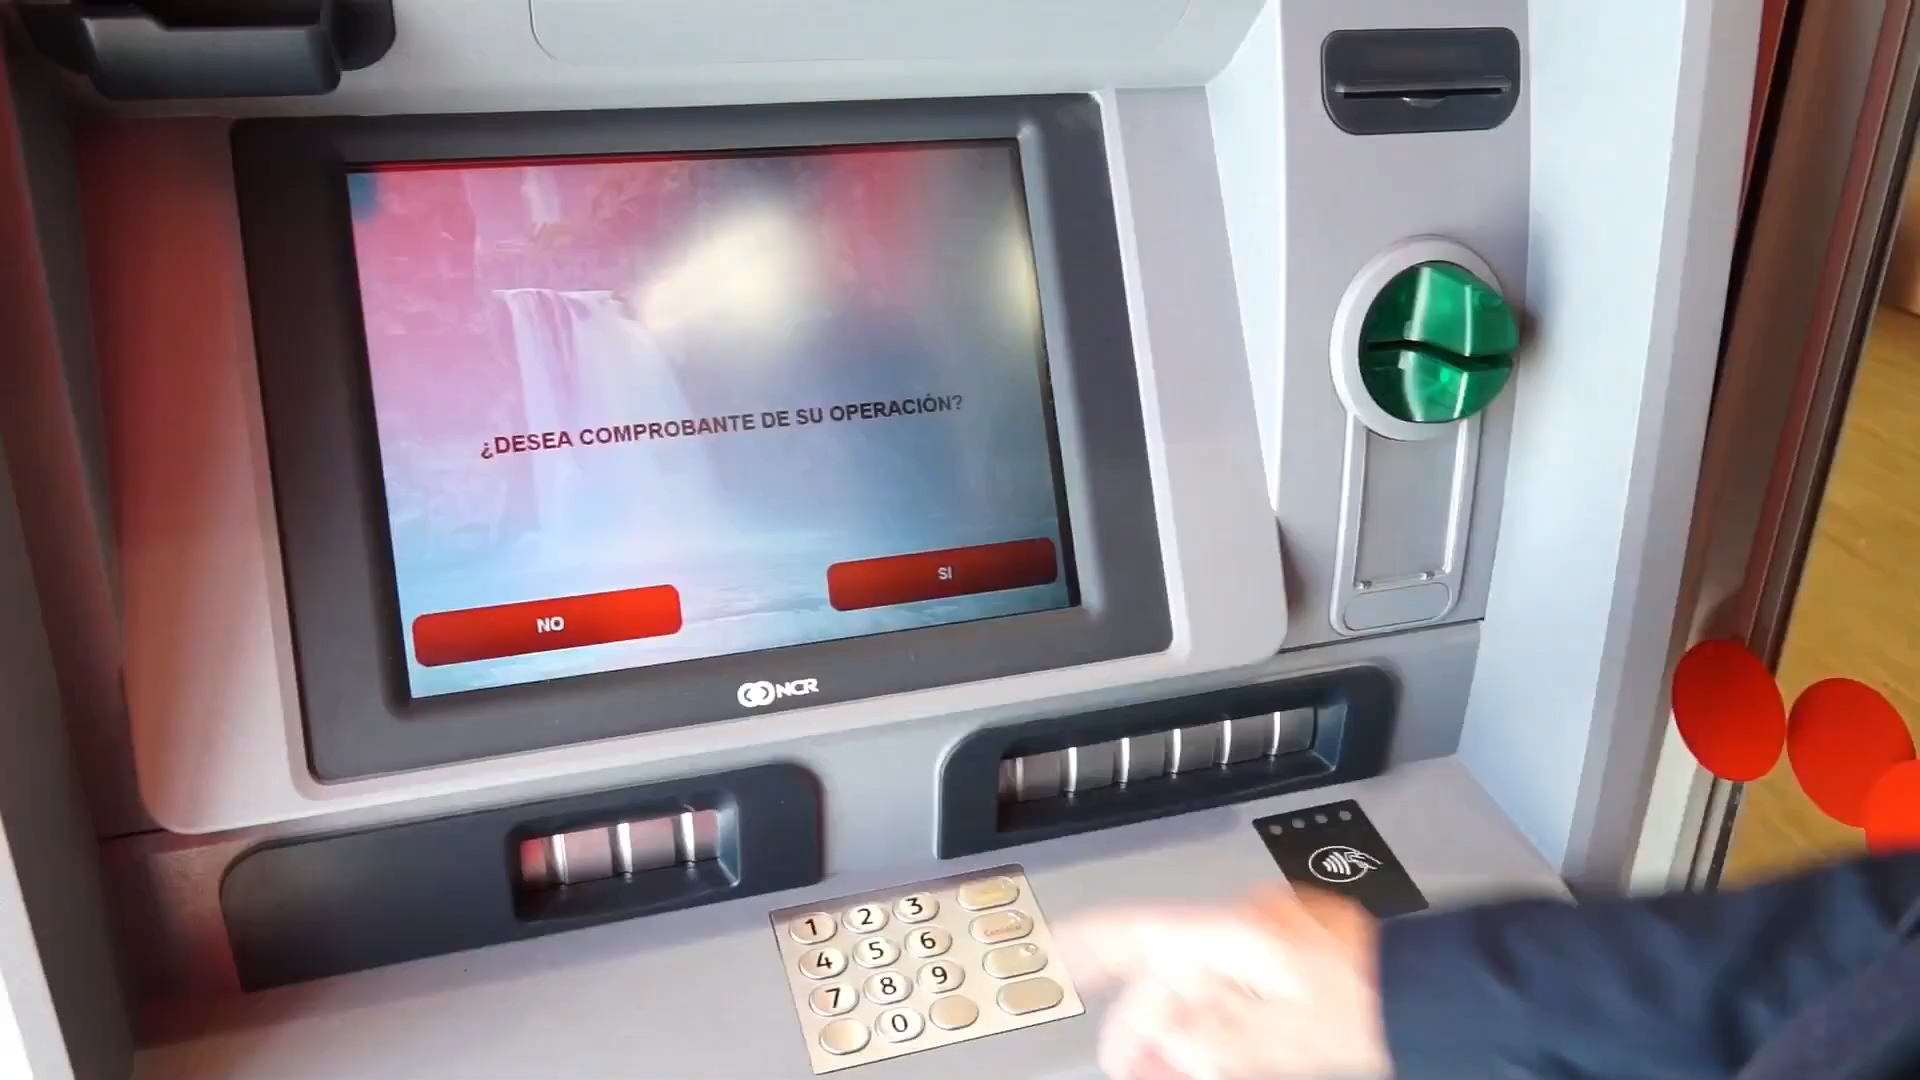 ¿DESEA COMPROBANTE DE SU OPERACIÓN?
SI
NO
NCR
1 2 3
4 5 6
7 8 9
0